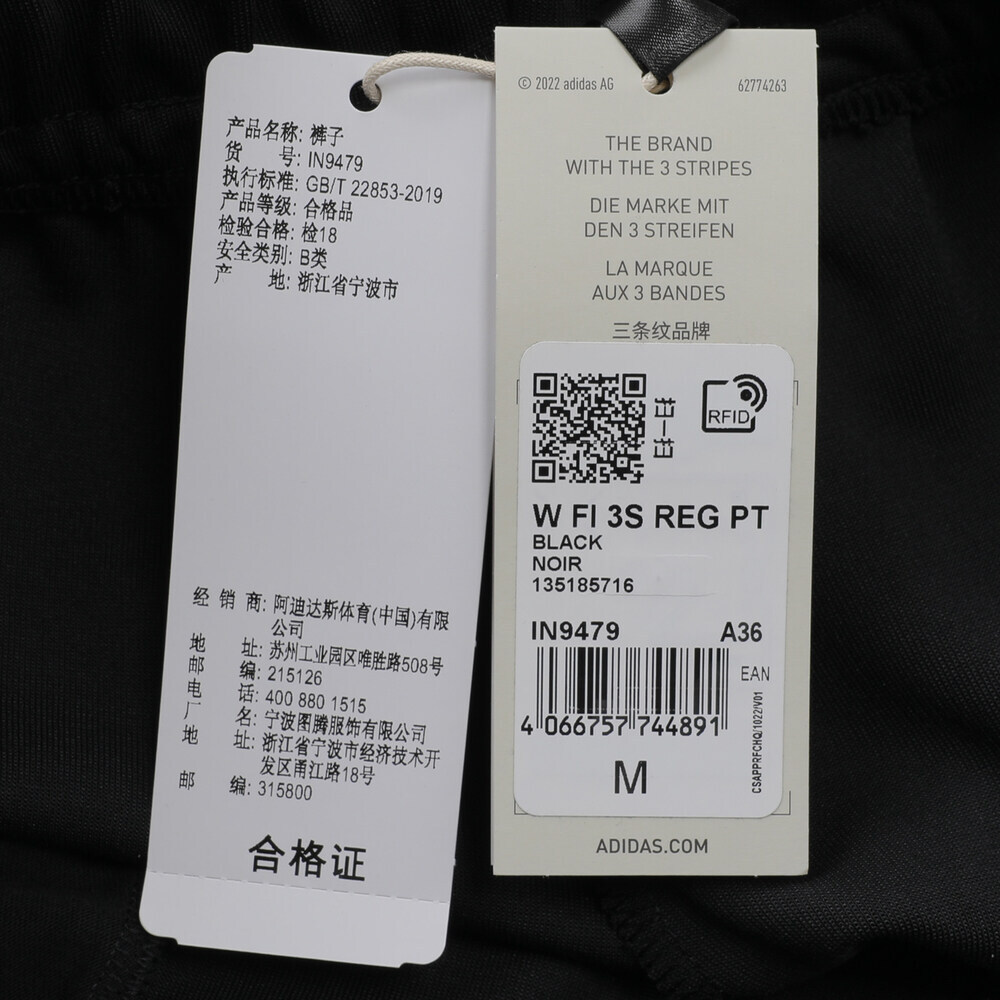 产品名称: 裤子
货 号: IN9479
执行标准: GB/T 22853-2019
产品等级: 合格品
检验合格: 检18
安全类别: B类
产 地: 浙江省宁波市
经 销 商: 阿迪达斯体育(中国)有限
公司
地 址: 苏州工业园区唯胜路508号
邮 编: 215126
电 话: 400 880 1515
厂 名: 宁波图腾服饰有限公司
地 址: 浙江省宁波市经济技术开
发区甬江路18号
邮 编: 315800
合格证
© 2022 adidas AG 62774263
THE BRAND
WITH THE 3 STRIPES
DIE MARKE MIT
DEN 3 STREIFEN
LA MARQUE
AUX 3 BANDES
三条纹品牌
扫一扫
RFID
W FI 3S REG PT
BLACK
NOIR
135185716
IN9479 A36
EAN
4 066757 744891
CSAPPRFCHQ/1022/V01
M
ADIDAS.COM